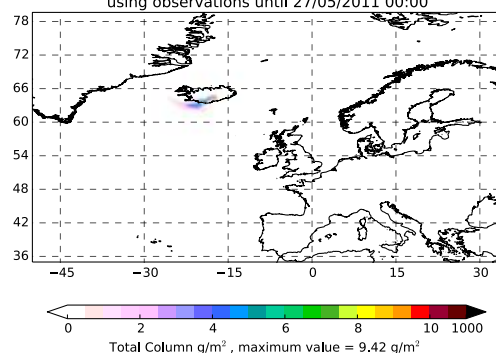 using observations until 27/05/2011 00:00
78
72
66
60
54
48
42
36
−45 −30 −15 0 15 30
0 2 4 6 8 10 1000
Total Column g/m² , maximum value = 9.42 g/m²